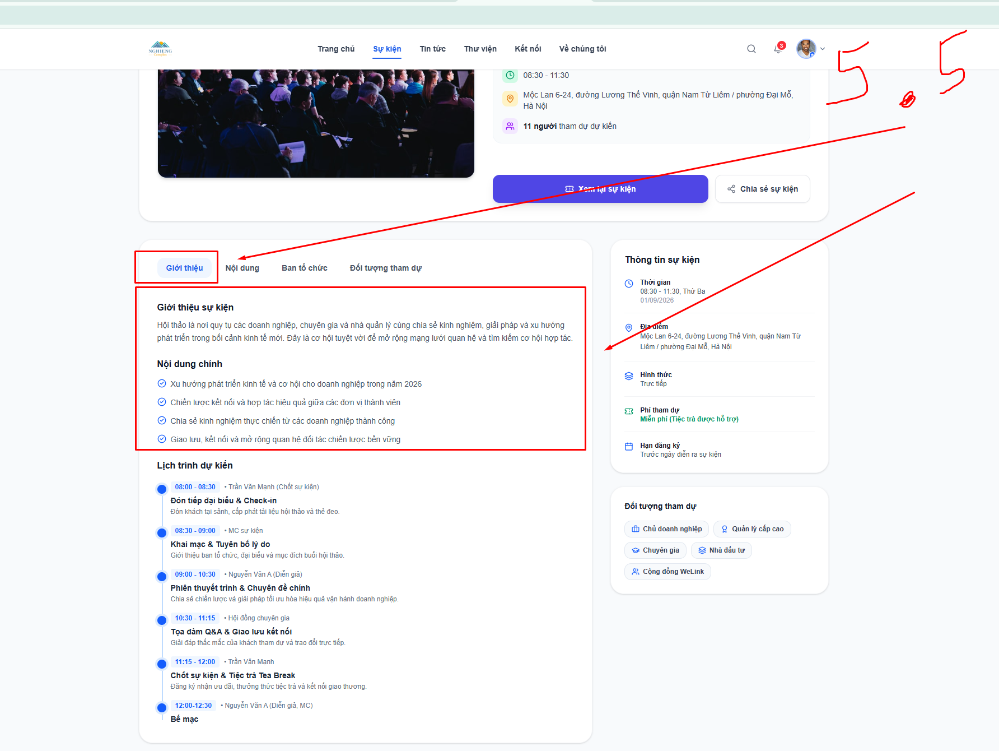 NGHIENG
Complex
Trang chủ
Sự kiện
Tin tức
Thư viện
Kết nối
Về chúng tôi
3
5.5
08:30 - 11:30
Mộc Lan 6-24, đường Lương Thế Vinh, quận Nam Từ Liêm / phường Đại Mỗ,
Hà Nội
11 người tham dự dự kiến
Xem lại sự kiện
Chia sẻ sự kiện
Giới thiệu
Nội dung
Ban tổ chức
Đối tượng tham dự
Giới thiệu sự kiện
Hội thảo là nơi quy tụ các doanh nghiệp, chuyên gia và nhà quản lý cùng chia sẻ kinh nghiệm, giải pháp và xu hướng
phát triển trong bối cảnh kinh tế mới. Đây là cơ hội tuyệt vời để mở rộng mạng lưới quan hệ và tìm kiếm cơ hội hợp tác.
Nội dung chính
Xu hướng phát triển kinh tế và cơ hội cho doanh nghiệp trong năm 2026
Chiến lược kết nối và hợp tác hiệu quả giữa các đơn vị thành viên
Chia sẻ kinh nghiệm thực chiến từ các doanh nghiệp thành công
Giao lưu, kết nối và mở rộng quan hệ đối tác chiến lược bền vững
Lịch trình dự kiến
08:00 - 08:30 • Trần Văn Mạnh (Chốt sự kiện)
Đón tiếp đại biểu & Check-in
Đón khách tại sảnh, cấp phát tài liệu hội thảo và thẻ đeo.
08:30 - 09:00 • MC sự kiện
Khai mạc & Tuyên bố lý do
Giới thiệu ban tổ chức, đại biểu và mục đích buổi hội thảo.
09:00 - 10:30 • Nguyễn Văn A (Diễn giả)
Phiên thuyết trình & Chuyên đề chính
Chia sẻ chiến lược và giải pháp tối ưu hóa hiệu quả vận hành doanh nghiệp.
10:30 - 11:15 • Hội đồng chuyên gia
Tọa đàm Q&A & Giao lưu kết nối
Giải đáp thắc mắc của khách tham dự và trao đổi trực tiếp.
11:15 - 12:00 • Trần Văn Mạnh
Chốt sự kiện & Tiệc trà Tea Break
Đăng ký nhận ưu đãi, thưởng thức tiệc trà và kết nối giao thương.
12:00-12:30 • Nguyễn Văn A (Diễn giả, MC)
Bế mạc
Thông tin sự kiện
Thời gian
08:30 - 11:30, Thứ Ba
01/09/2026
Địa điểm
Mộc Lan 6-24, đường Lương Thế Vinh, quận Nam Từ
Liêm / phường Đại Mỗ, Hà Nội
Hình thức
Trực tiếp
Phí tham dự
Miễn phí (Tiệc trà được hỗ trợ)
Hạn đăng ký
Trước ngày diễn ra sự kiện
Đối tượng tham dự
Chủ doanh nghiệp
Quản lý cấp cao
Chuyên gia
Nhà đầu tư
Cộng đồng WeLink